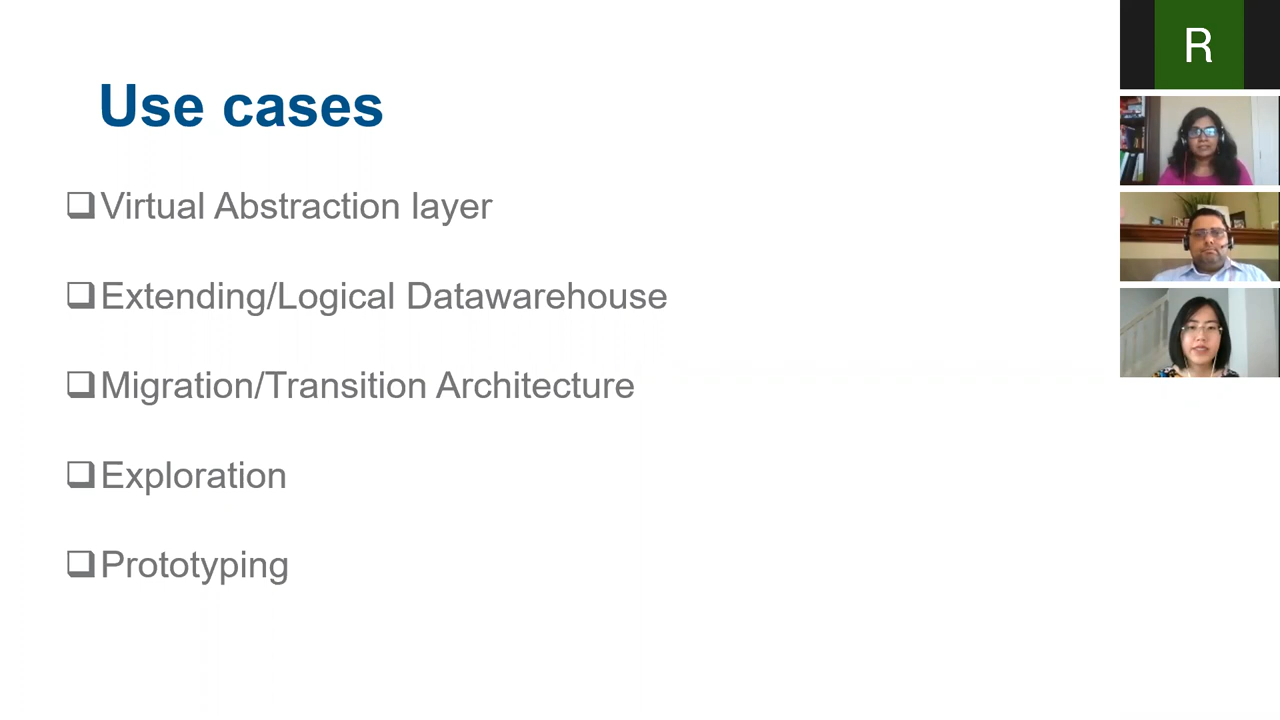 Use cases
Virtual Abstraction layer
Extending/Logical Datawarehouse
Migration/Transition Architecture
Exploration
Prototyping
R